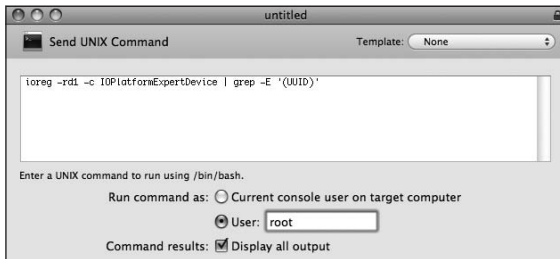 untitled
Send UNIX Command
Template: None
ioreg -rd1 -c IOPlatformExpertDevice | grep -E '(UUID)'
Enter a UNIX command to run using /bin/bash.
Run command as: Current console user on target computer
User: root
Command results: Display all output